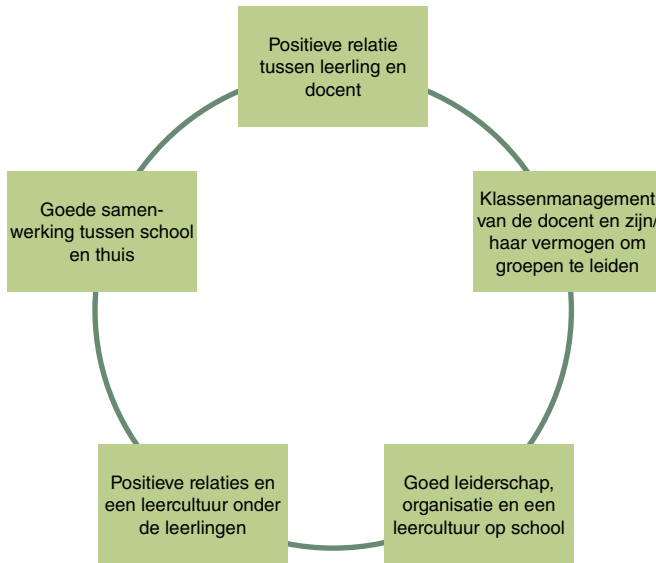 Positieve relatie
tussen leerling en
docent
Klassenmanagement
van de docent en zijn/
haar vermogen om
groepen te leiden
Goed leiderschap,
organisatie en een
leercultuur op school
Positieve relaties en
een leercultuur onder
de leerlingen
Goede samen-
werking tussen school
en thuis